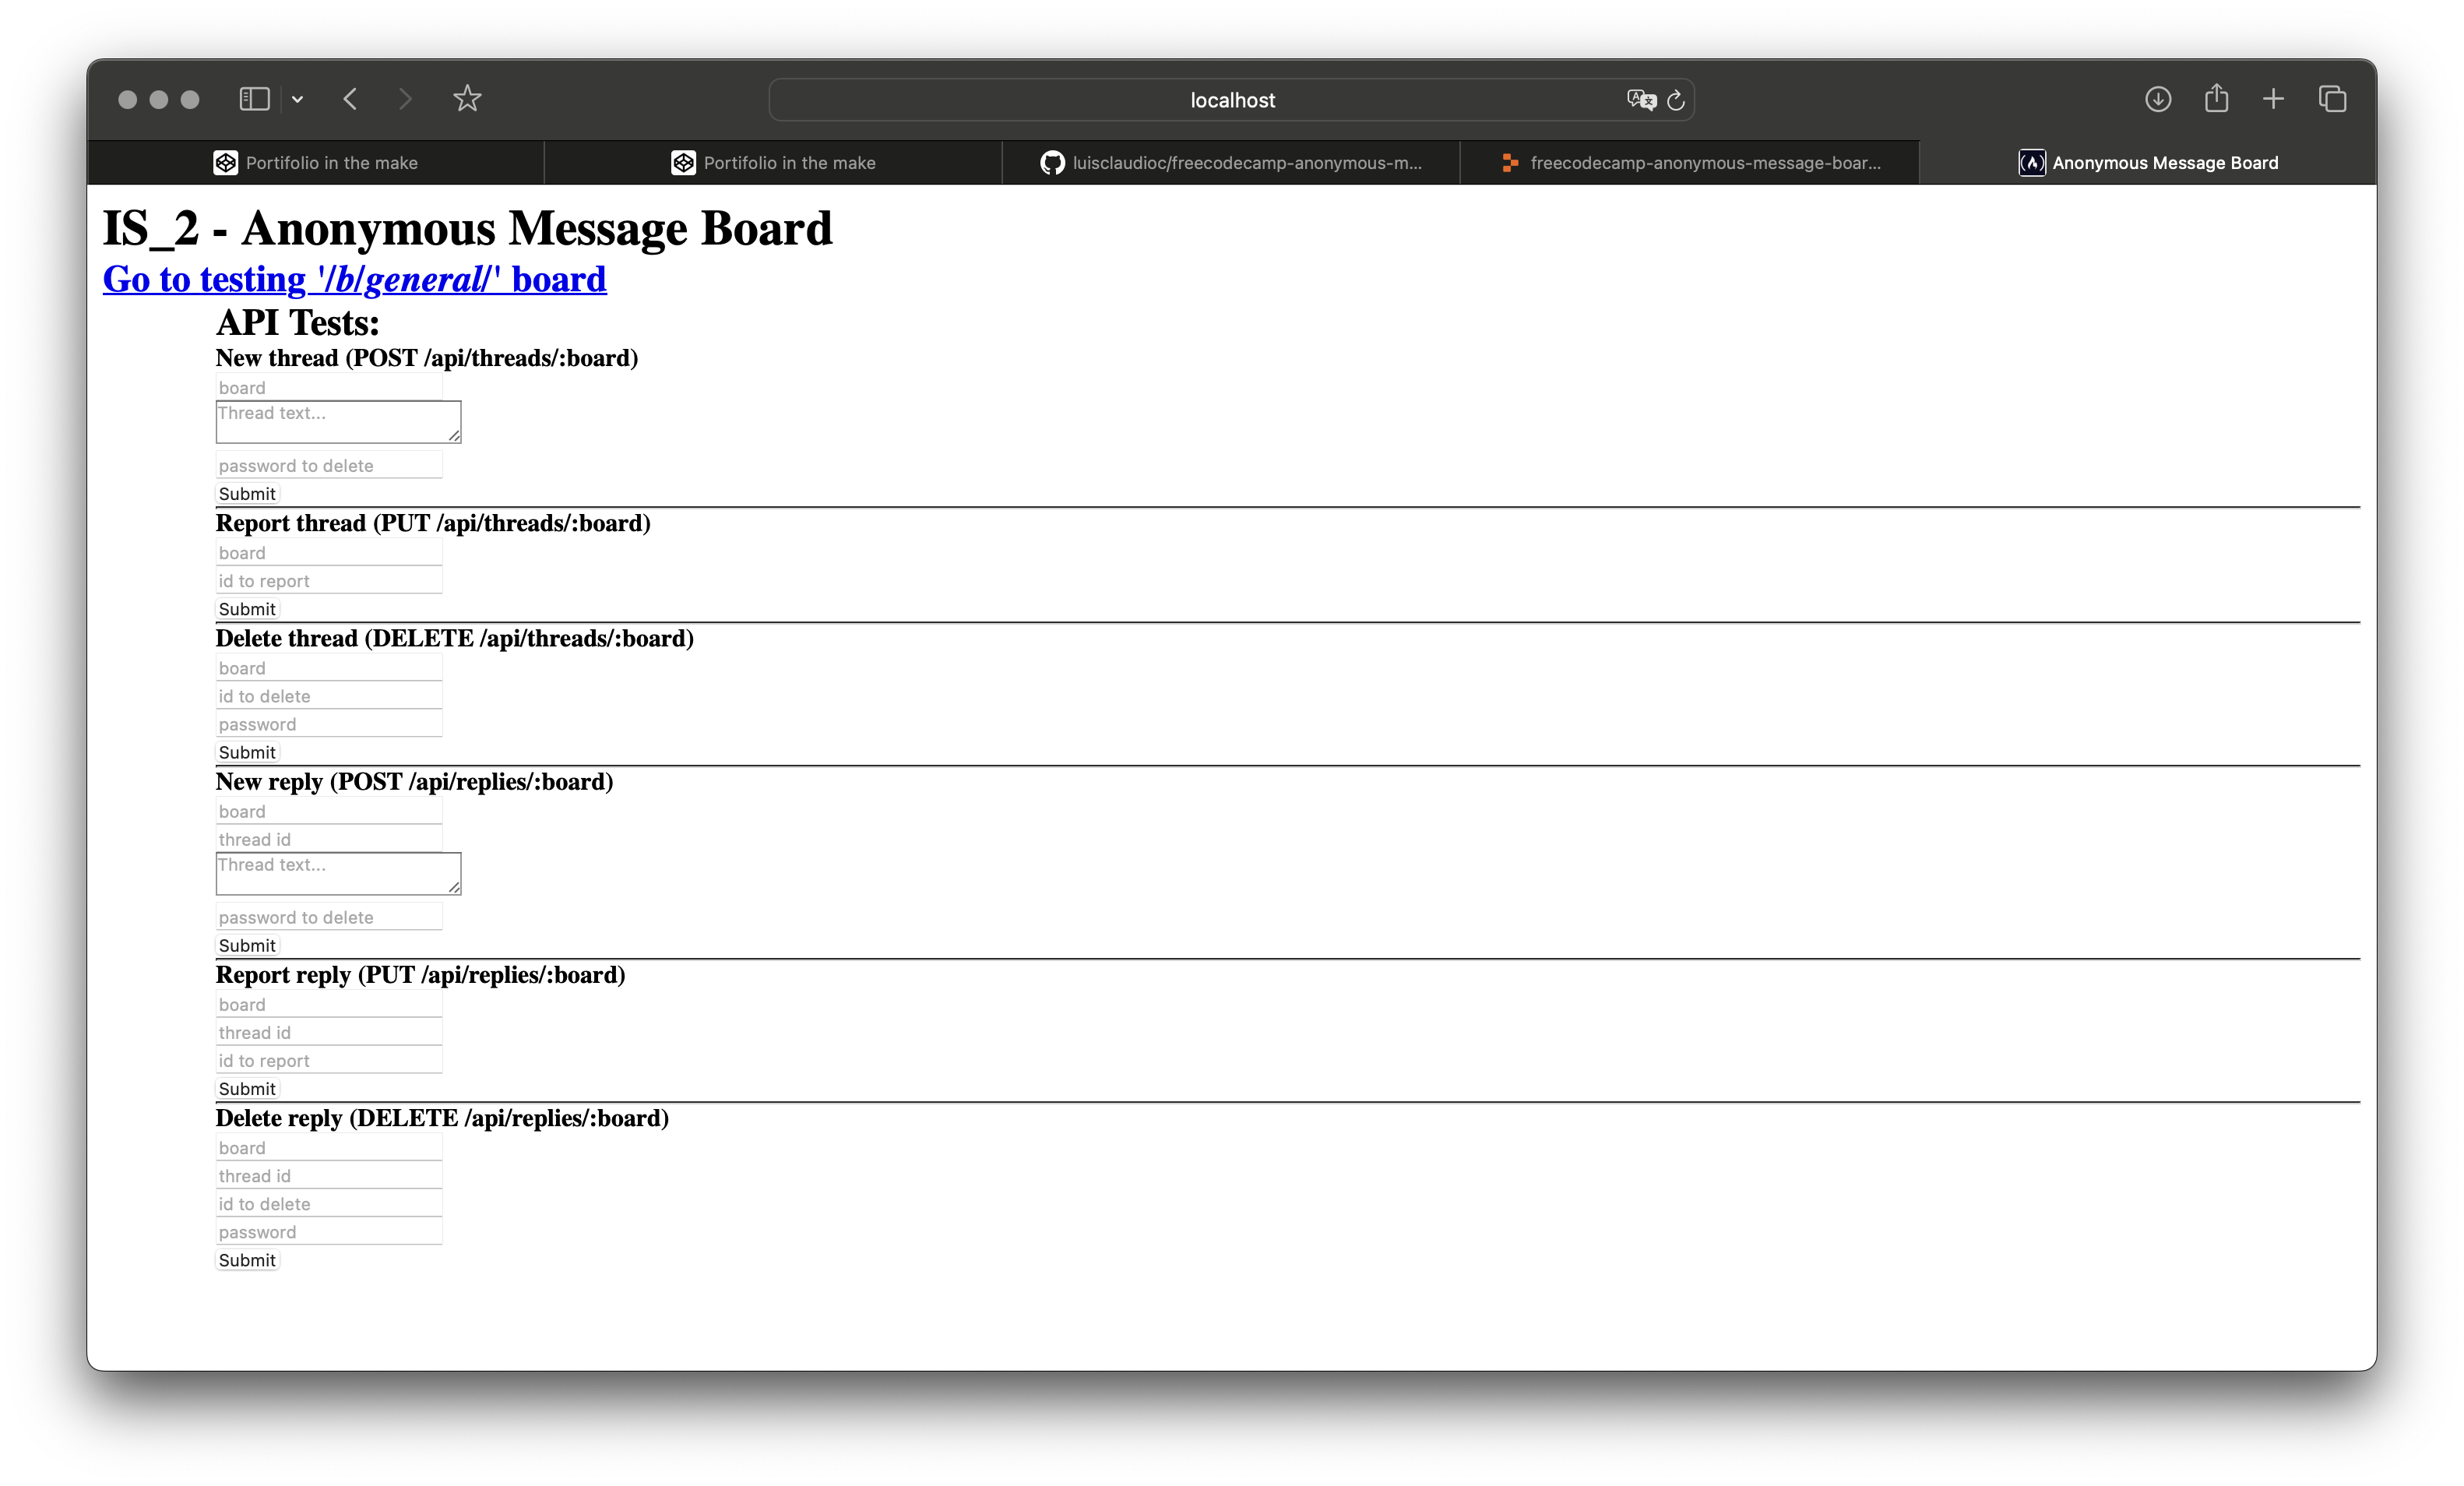 localhost
Portifolio in the make
Portifolio in the make
luisclaudioc/freecodecamp-anonymous-m...
freecodecamp-anonymous-message-boar...
Anonymous Message Board
IS_2 - Anonymous Message Board
Go to testing '/b/general/' board
API Tests:
New thread (POST /api/threads/:board)
board
Thread text...
password to delete
Submit
Report thread (PUT /api/threads/:board)
board
id to report
Submit
Delete thread (DELETE /api/threads/:board)
board
id to delete
password
Submit
New reply (POST /api/replies/:board)
board
thread id
Thread text...
password to delete
Submit
Report reply (PUT /api/replies/:board)
board
thread id
id to report
Submit
Delete reply (DELETE /api/replies/:board)
board
thread id
id to delete
password
Submit